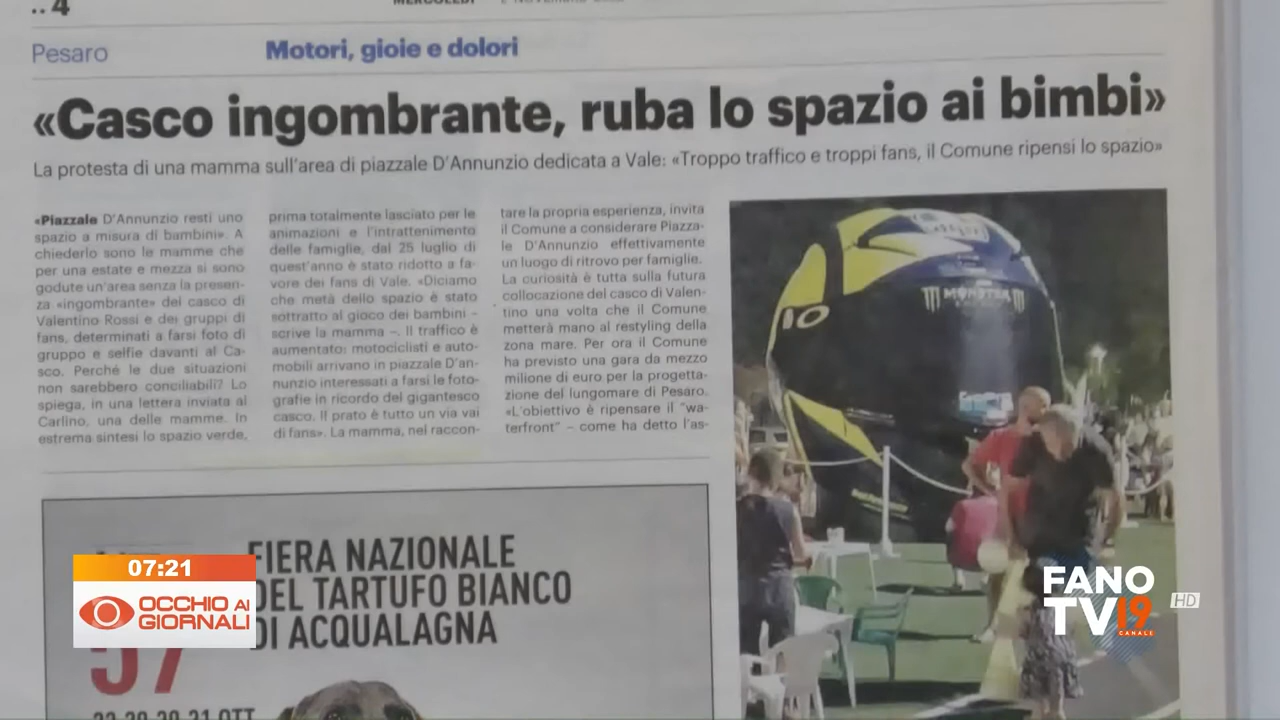 .. 4
Pesaro
Motori, gioie e dolori
«Casco ingombrante, ruba lo spazio ai bimbi»
La protesta di una mamma sull'area di piazzale D'Annunzio dedicata a Vale: «Troppo traffico e troppi fans, il Comune ripensi lo spazio»
«Piazzale D'Annunzio resti uno
spazio a misura di bambini». A
chiederlo sono le mamme che
per una estate e mezza si sono
godute un'area senza la presen-
za «ingombrante» del casco di
Valentino Rossi e dei gruppi di
fans, determinati a farsi foto di
gruppo e selfie davanti al Ca-
sco. Perché le due situazioni
non sarebbero conciliabili? Lo
spiega, in una lettera inviata al
Carlino, una delle mamme. In
estrema sintesi lo spazio verde,
prima totalmente lasciato per le
animazioni e l'intrattenimento
delle famiglie, dal 25 luglio di
quest'anno è stato ridotto a fa-
vore dei fans di Vale. «Diciamo
che metà dello spazio è stato
sottratto al gioco dei bambini –
scrive la mamma –. Il traffico è
aumentato: motociclisti e auto-
mobili arrivano in piazzale D'an-
nunzio interessati a farsi le foto-
grafie in ricordo del gigantesco
casco. Il prato è tutto un via vai
di fans». La mamma, nel raccon-
tare la propria esperienza, invita
il Comune a considerare Piazza-
le D'Annunzio effettivamente
un luogo di ritrovo per famiglie.
La curiosità è tutta sulla futura
collocazione del casco di Valen-
tino una volta che il Comune
metterà mano al restyling della
zona mare. Per ora il Comune
ha previsto una gara da mezzo
milione di euro per la progetta-
zione del lungomare di Pesaro.
«L'obiettivo è ripensare il "wa-
terfront" – come ha detto l'as-
10
MONSTER
FIERA NAZIONALE
DEL TARTUFO BIANCO
DI ACQUALAGNA
57
07:21
OCCHIO AI
GIORNALI
FANO
TV19
CANALE
HD